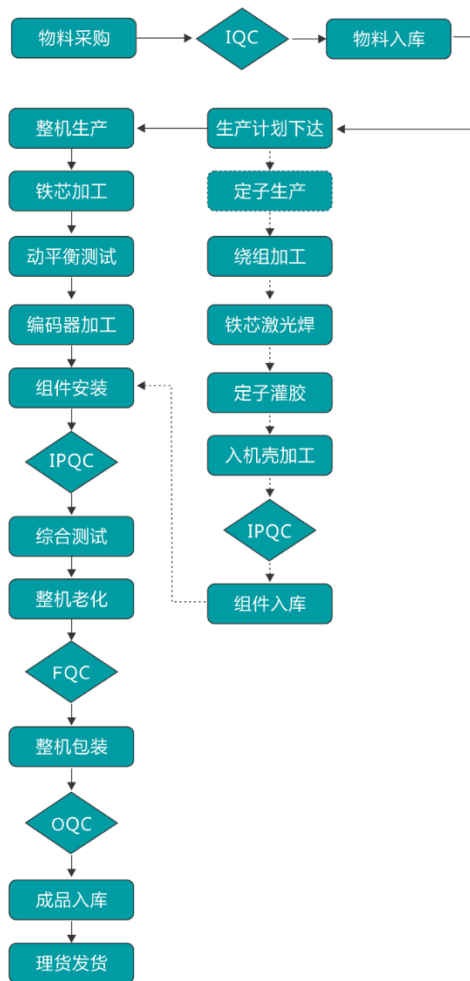 物料采购
IQC
物料入库
整机生产
生产计划下达
铁芯加工
定子生产
动平衡测试
绕组加工
编码器加工
铁芯激光焊
组件安装
定子灌胶
入机壳加工
IPQC
IPQC
综合测试
整机老化
组件入库
FQC
整机包装
OQC
成品入库
理货发货